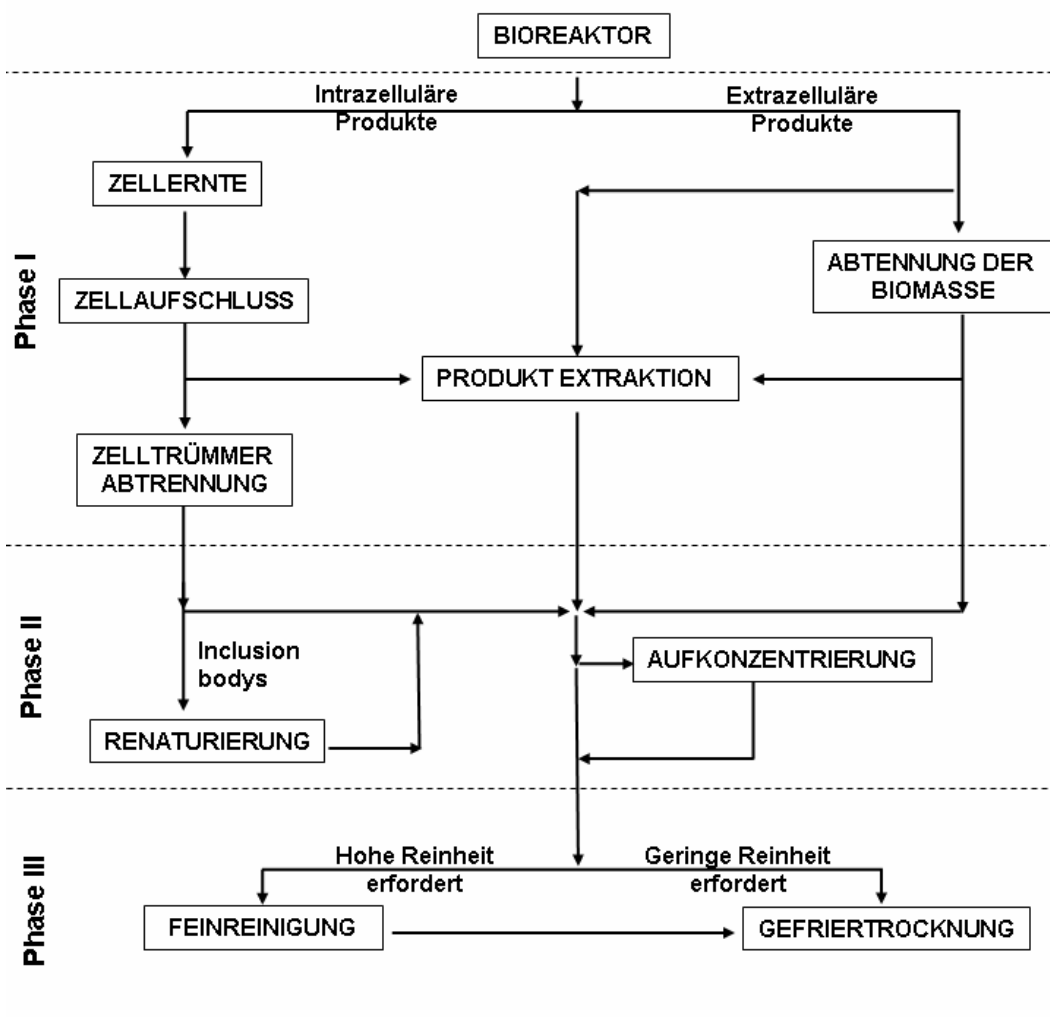 BIOREAKTOR
Intrazelluläre
Produkte
Extrazelluläre
Produkte
Phase I
ZELLERNTE
ABTENNUNG DER
BIOMASSE
ZELLAUFSCHLUSS
PRODUKT EXTRAKTION
ZELLTRÜMMER
ABTRENNUNG
Phase II
Inclusion
bodys
AUFKONZENTRIERUNG
RENATURIERUNG
Phase III
Hohe Reinheit
erfordert
Geringe Reinheit
erfordert
FEINREINIGUNG
GEFRIERTROCKNUNG